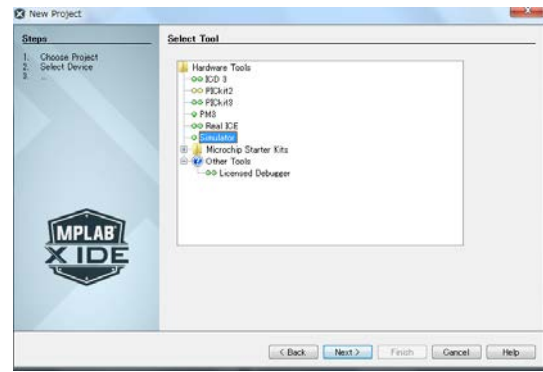 New Project
Steps
1. Choose Project
2. Select Device
3. ...
Select Tool
Hardware Tools
ICD 3
PICkit2
PICkit3
PM3
Real ICE
Simulator
Microchip Starter Kits
Other Tools
Licensed Debugger
MPLAB
X IDE
< Back
Next >
Finish
Cancel
Help